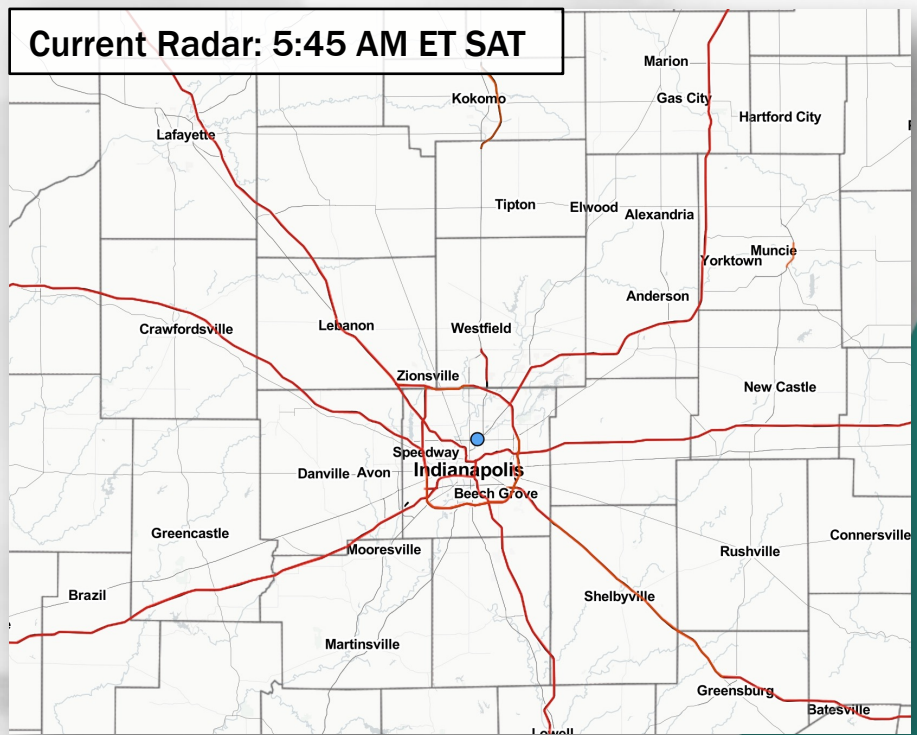 Current Radar: 5:45 AM ET SAT
Marion
Kokomo
Gas City
Hartford City
Lafayette
Tipton
Elwood
Alexandria
Muncie
Yorktown
Anderson
Crawfordsville
Lebanon
Westfield
Zionsville
New Castle
Speedway
Indianapolis
Danville
Avon
Beech Grove
Greencastle
Mooresville
Rushville
Connersville
Brazil
Shelbyville
Martinsville
Greensburg
Batesville
Lowell